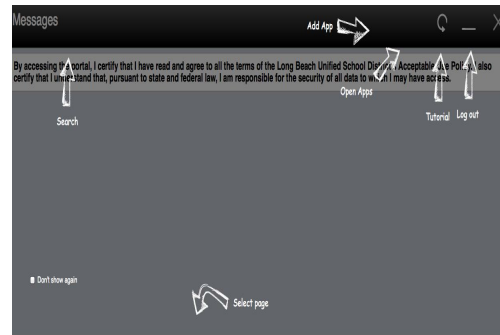 Messages
Add App
By accessing the portal, I certify that I have read and agree to all the terms of the Long Beach Unified School District Acceptable Use Policy. I also
certify that I understand that, pursuant to state and federal law, I am responsible for the security of all data to which I may have access.
Open Apps
Search
Tutorial
Log out
Don't show again
Select page